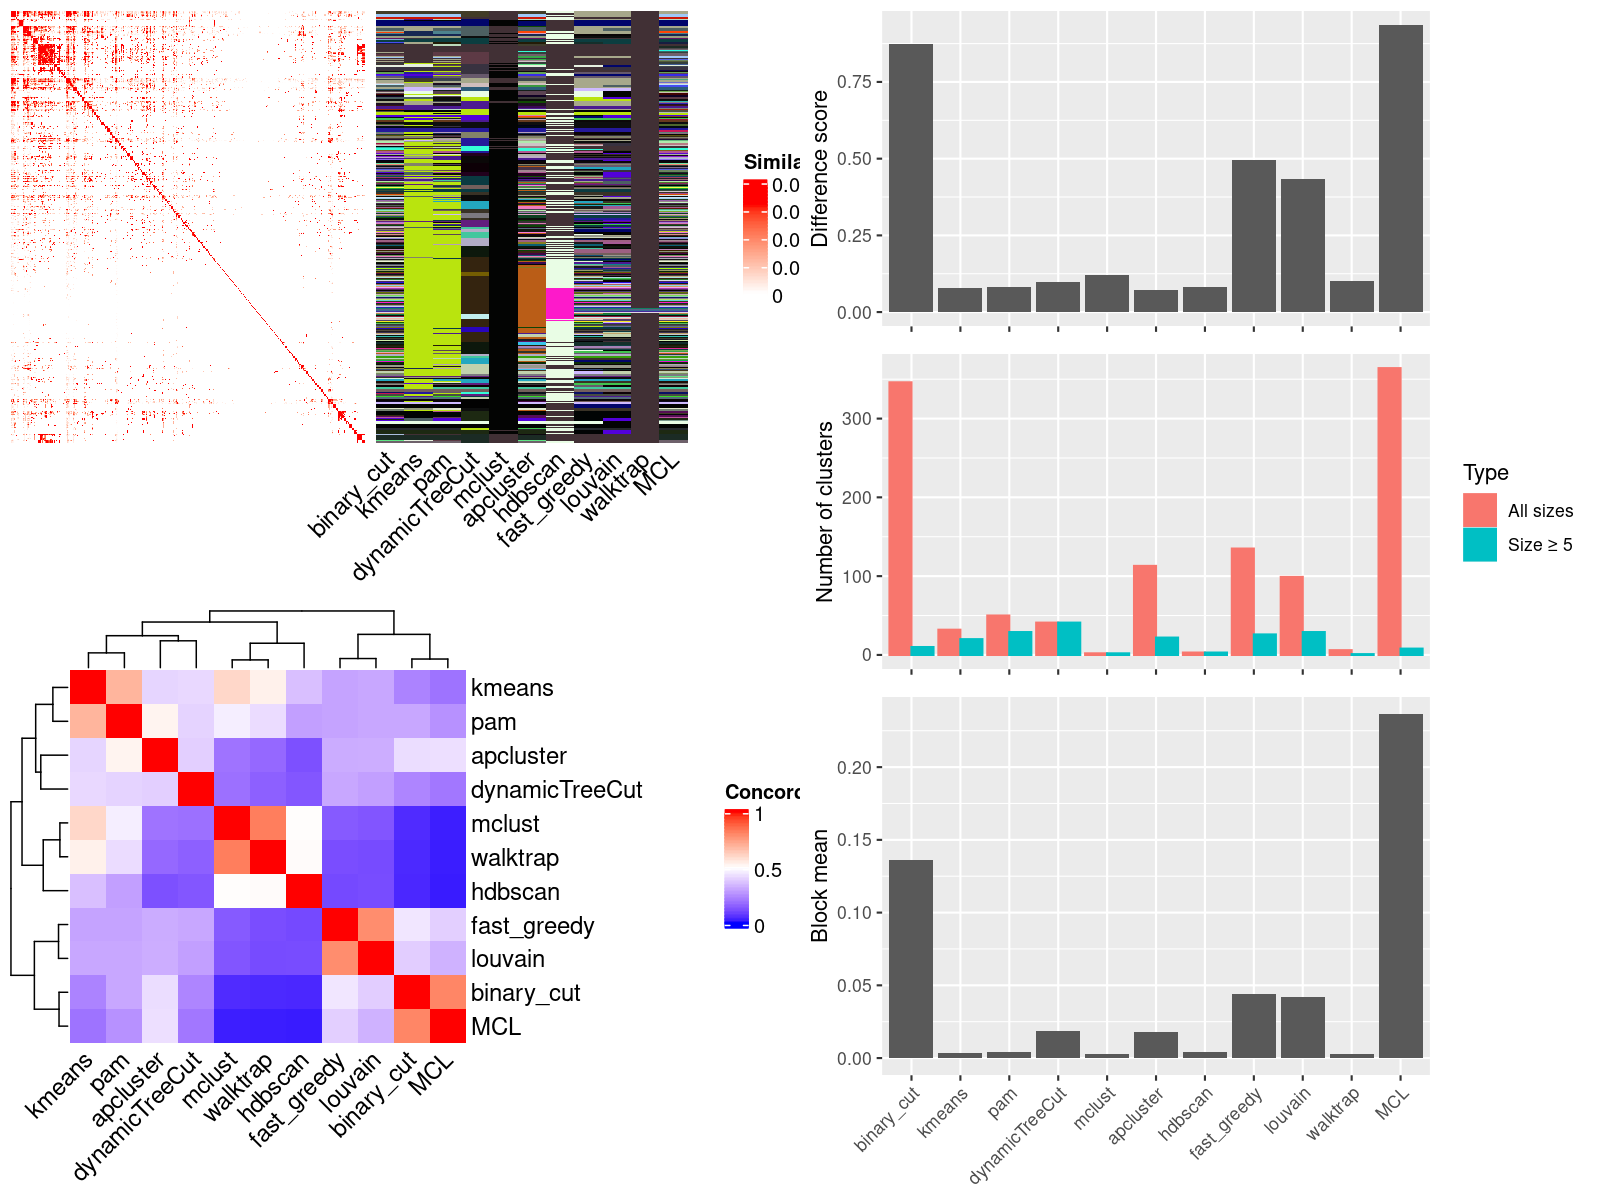 Simila
0.0
0.0
0.0
0.0
0
binary_cut
kmeans
pam
dynamicTreeCut
mclust
apcluster
hdbscan
fast_greedy
louvain
walktrap
MCL
Difference score
0.75
0.50
0.25
0.00
Number of clusters
300
200
100
0
Type
All sizes
Size ≥ 5
kmeans
pam
apcluster
dynamicTreeCut
mclust
walktrap
hdbscan
fast_greedy
louvain
binary_cut
MCL
kmeans
pam
apcluster
dynamicTreeCut
mclust
walktrap
hdbscan
fast_greedy
louvain
binary_cut
MCL
Concord
1
0.5
0
Block mean
0.20
0.15
0.10
0.05
0.00
binary_cut
kmeans
pam
dynamicTreeCut
mclust
apcluster
hdbscan
fast_greedy
louvain
walktrap
MCL